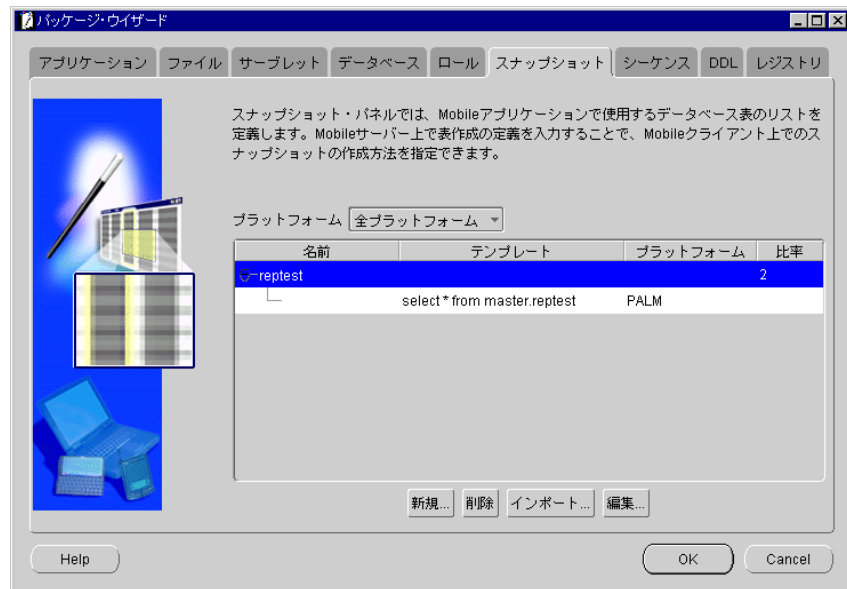 パッケージ・ウイザード
アプリケーション ファイル サーブレット データベース ロール スナップショット シーケンス DDL レジストリ
スナップショット・パネルでは、Mobileアプリケーションで使用するデータベース表のリストを
定義します。Mobileサーバー上で表作成の定義を入力することで、Mobileクライアント上でのス
ナップショットの作成方法を指定できます。
プラットフォーム 全プラットフォーム
名前 テンプレート プラットフォーム 比率
reptest 2
select * from master.reptest PALM
新規... 削除 インポート... 編集...
Help OK Cancel